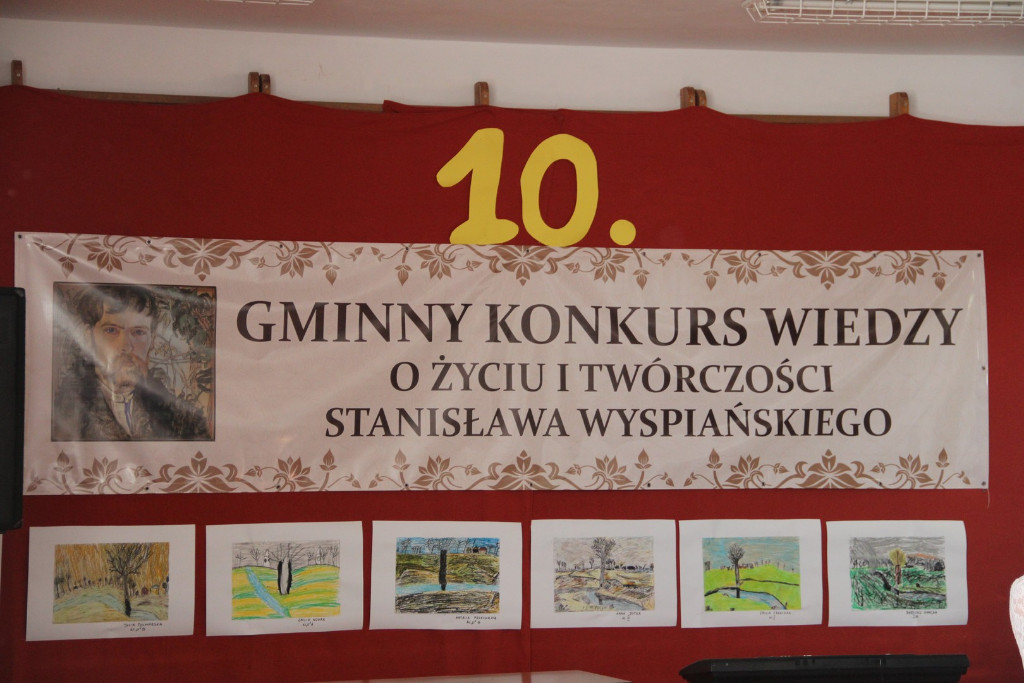 10.
GMINNY KONKURS WIEDZY
O ŻYCIU I TWÓRCZOŚCI
STANISŁAWA WYSPIAŃSKIEGO